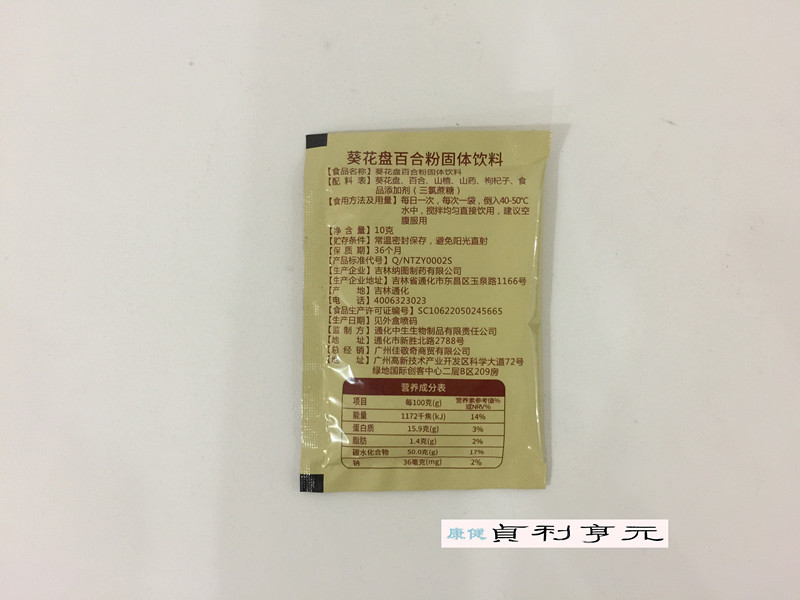 葵花盘百合粉固体饮料
【食品名称】葵花盘百合粉固体饮料
【配 料 表】葵花盘、百合、山楂、山药、枸杞子、食
品添加剂（三氯蔗糖）
【食用方法及用量】每日一次，每次一袋，倒入40-50℃
水中，搅拌均匀直接饮用，建议空
腹服用
【净 含 量】10克
【贮存条件】常温密封保存，避免阳光直射
【保 质 期】36个月
【产品标准代号】Q/NTZY0002S
【生产企业】吉林纳图制药有限公司
【生产企业地址】吉林省通化市东昌区玉泉路1166号
【产 地】吉林通化
【电 话】4006323023
【食品生产许可证编号】SC10622050245665
【生产日期】见外盒喷码
【监 制 方】通化中生生物制品有限责任公司
【地 址】通化市新胜北路2788号
【总 经 销】广州佳敬奇商贸有限公司
【地 址】广州高新技术产业开发区科学大道72号
绿地国际创客中心二层B区209房
营养成分表
项目 每100克(g) 营养素参考值%或NRV%
能量 1172千焦(kJ) 14%
蛋白质 15.9克(g) 3%
脂肪 1.4克(g) 2%
碳水化合物 50.0克(g) 17%
钠 36毫克(mg) 2%
康健 貞利亨元